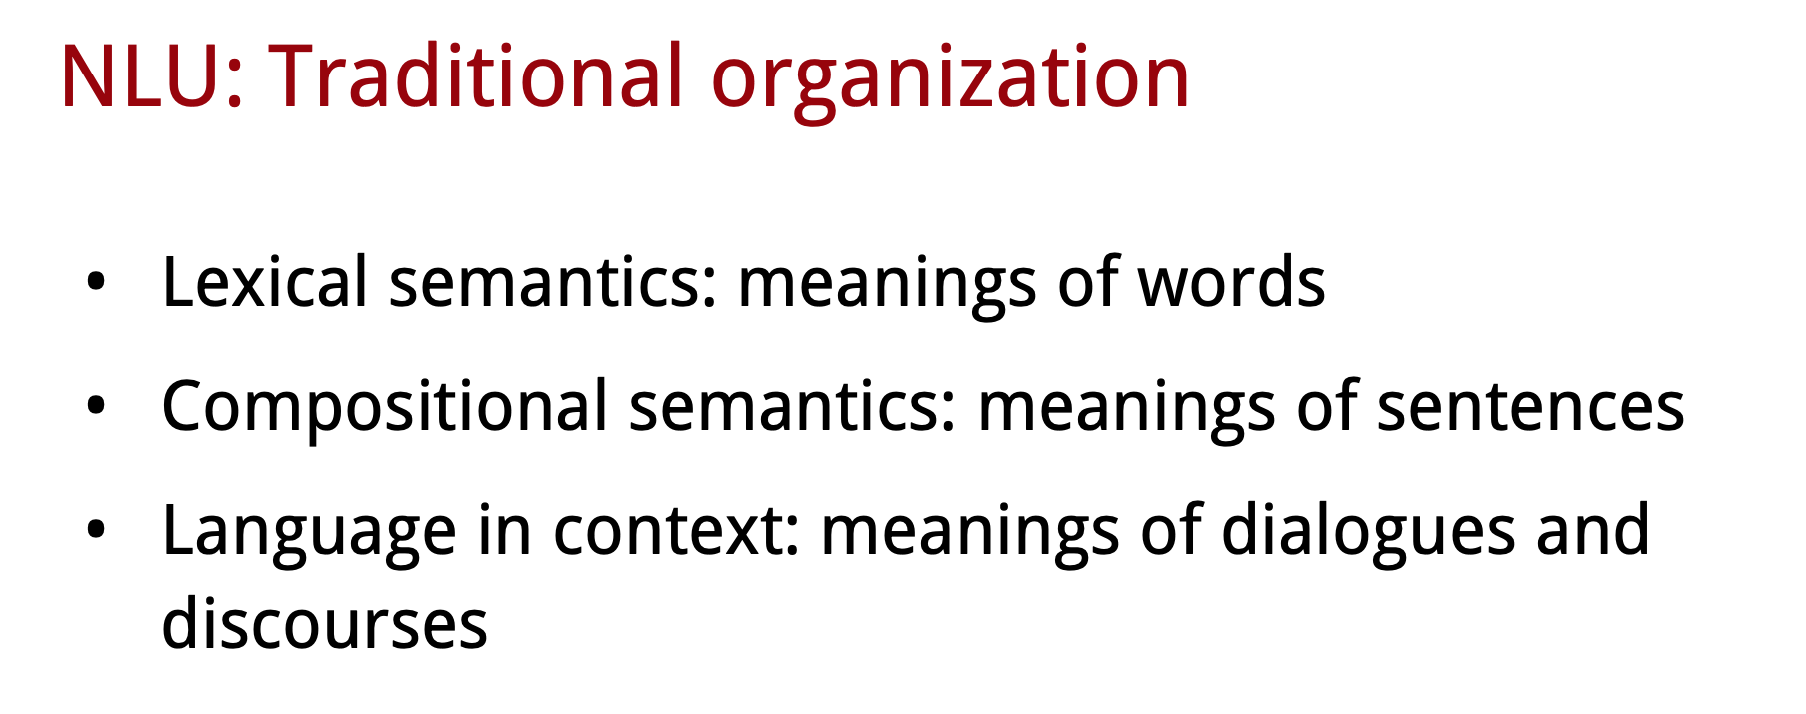 NLU: Traditional organization
• Lexical semantics: meanings of words
• Compositional semantics: meanings of sentences
• Language in context: meanings of dialogues and
discourses